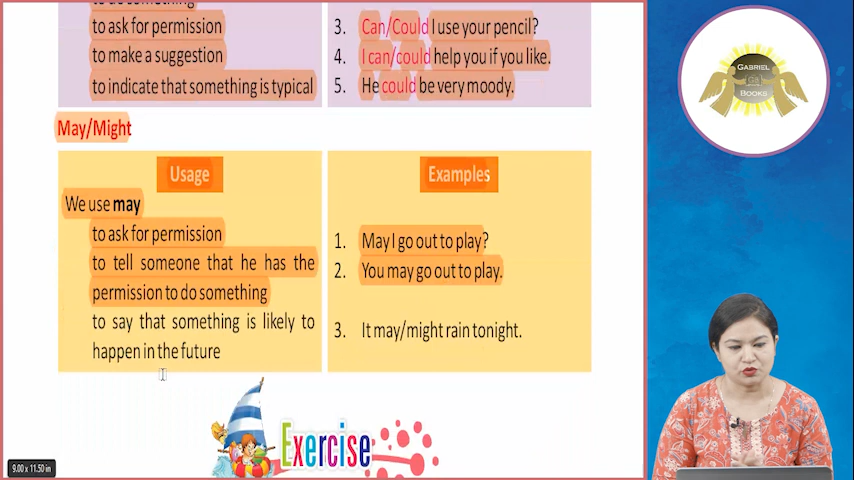 to ask for permission
to make a suggestion
to indicate that something is typical
3. Can/Could I use your pencil?
4. I can/could help you if you like.
5. He could be very moody.
May/Might
Usage
We use may
to ask for permission
to tell someone that he has the
permission to do something
to say that something is likely to
happen in the future
Examples
1. May I go out to play?
2. You may go out to play.
3. It may/might rain tonight.
Exercise
9.00 x 11.50 in
GABRIEL
BOOKS